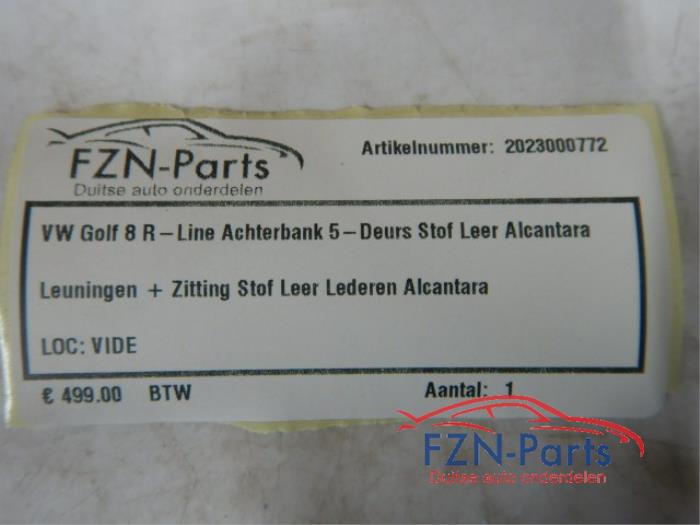 FZN-Parts
Duitse auto onderdelen
Artikelnummer: 2023000772
VW Golf 8 R-Line Achterbank 5-Deurs Stof Leer Alcantara
Leuningen + Zitting Stof Leer Lederen Alcantara
LOC: VIDE
€ 499.00 BTW
Aantal: 1
FZN-Parts
Duitse auto onderdelen